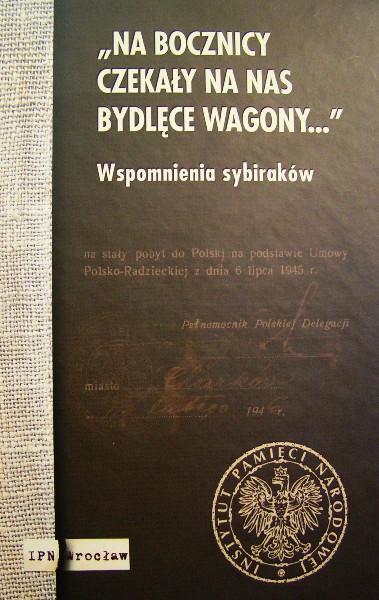 „NA BOCZNICY
CZEKAŁY NA NAS
BYDLĘCE WAGONY...”
Wspomnienia sybiraków
na stały pobyt do Polski na podstawie Umowy
Polsko-Radzieckiej z dnia 6 lipca 1945 r.
Pełnomocnik Polskiej Delegacji
miasto
lutego 1946 r.
INSTYTUT PAMIĘCI NARODOWEJ
IPN Wrocław